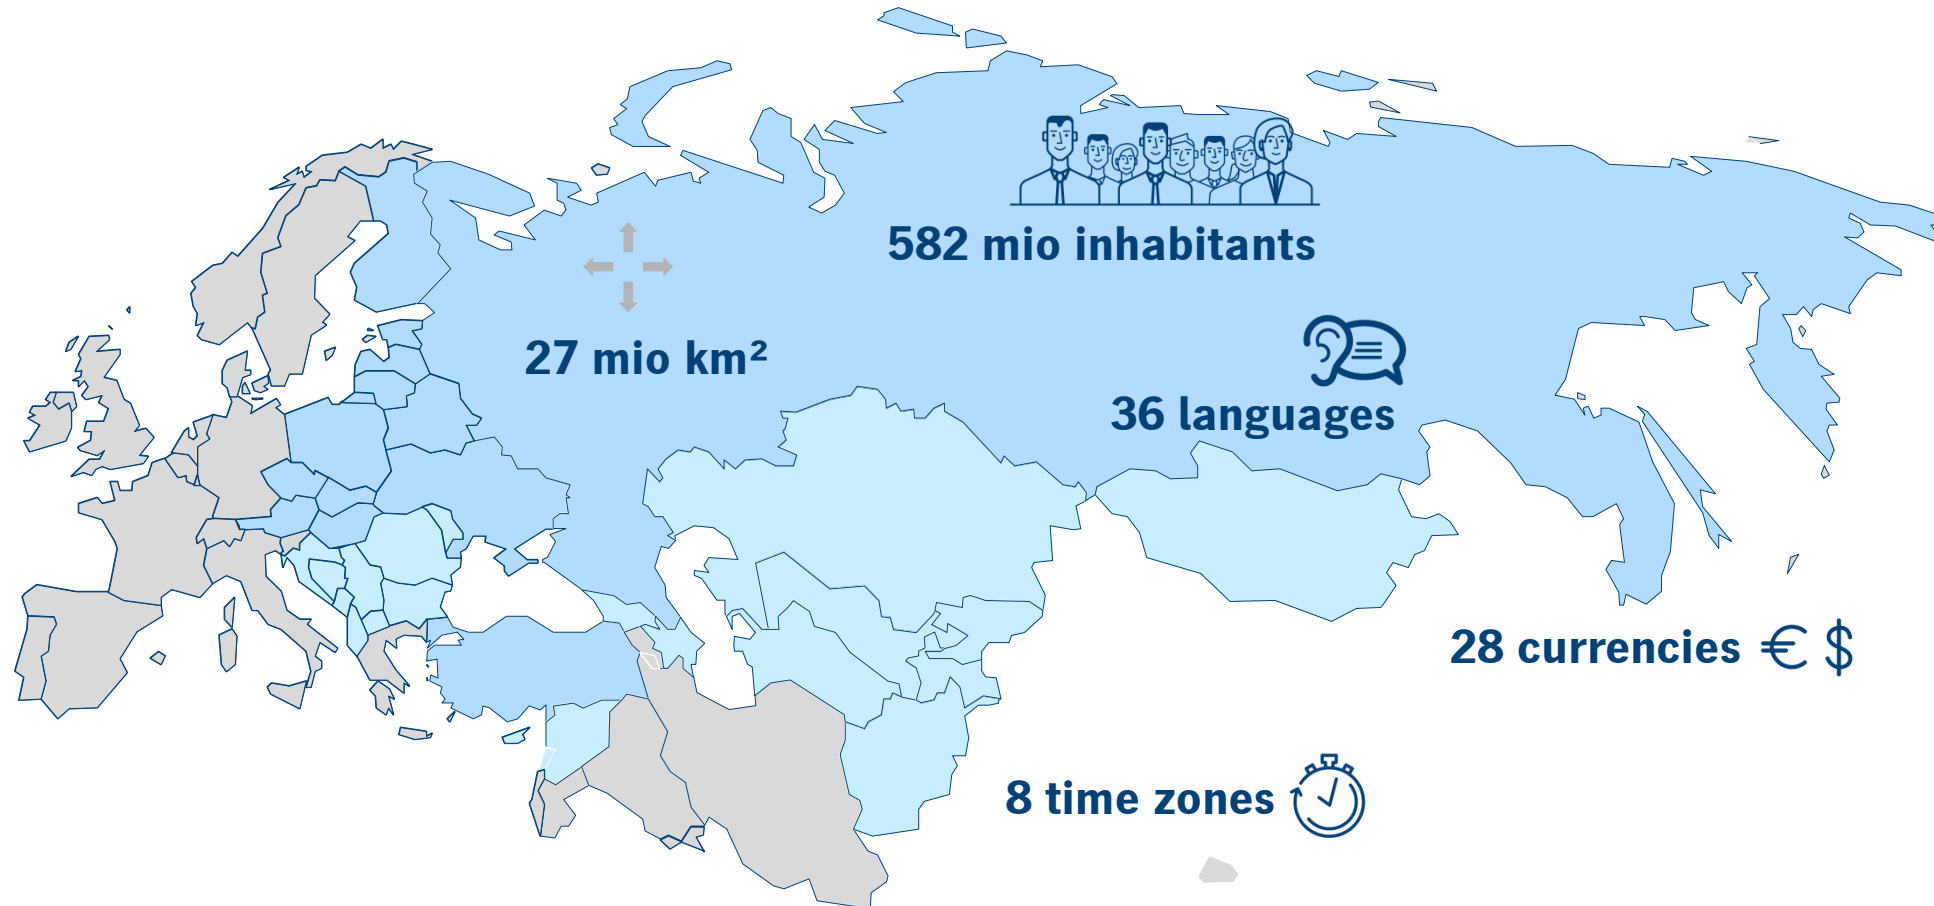 582 mio inhabitants
27 mio km²
36 languages
28 currencies € $
8 time zones